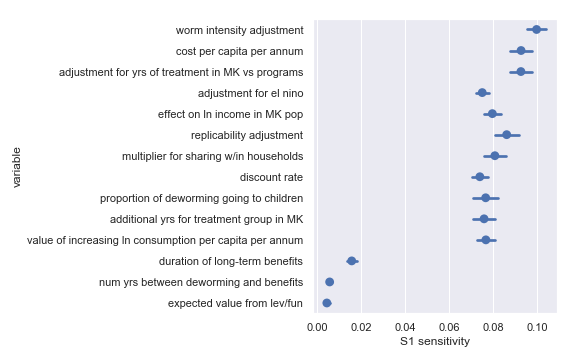 worm intensity adjustment
cost per capita per annum
adjustment for yrs of treatment in MK vs programs
adjustment for el nino
effect on ln income in MK pop
replicability adjustment
multiplier for sharing w/in households
discount rate
proportion of deworming going to children
additional yrs for treatment group in MK
value of increasing ln consumption per capita per annum
duration of long-term benefits
num yrs between deworming and benefits
expected value from lev/fun
variable
0.00 0.02 0.04 0.06 0.08 0.10
S1 sensitivity